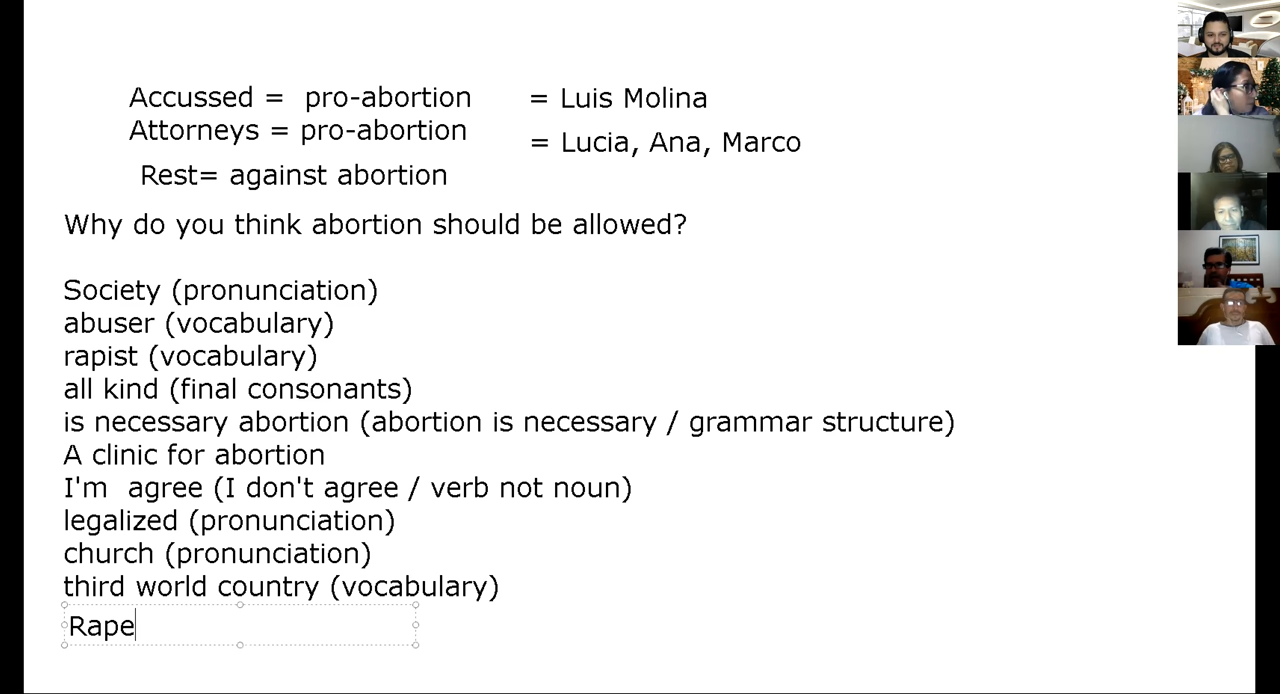 Accussed = pro-abortion = Luis Molina
Attorneys = pro-abortion = Lucia, Ana, Marco
Rest= against abortion
Why do you think abortion should be allowed?
Society (pronunciation)
abuser (vocabulary)
rapist (vocabulary)
all kind (final consonants)
is necessary abortion (abortion is necessary / grammar structure)
A clinic for abortion
I'm agree (I don't agree / verb not noun)
legalized (pronunciation)
church (pronunciation)
third world country (vocabulary)
Rape